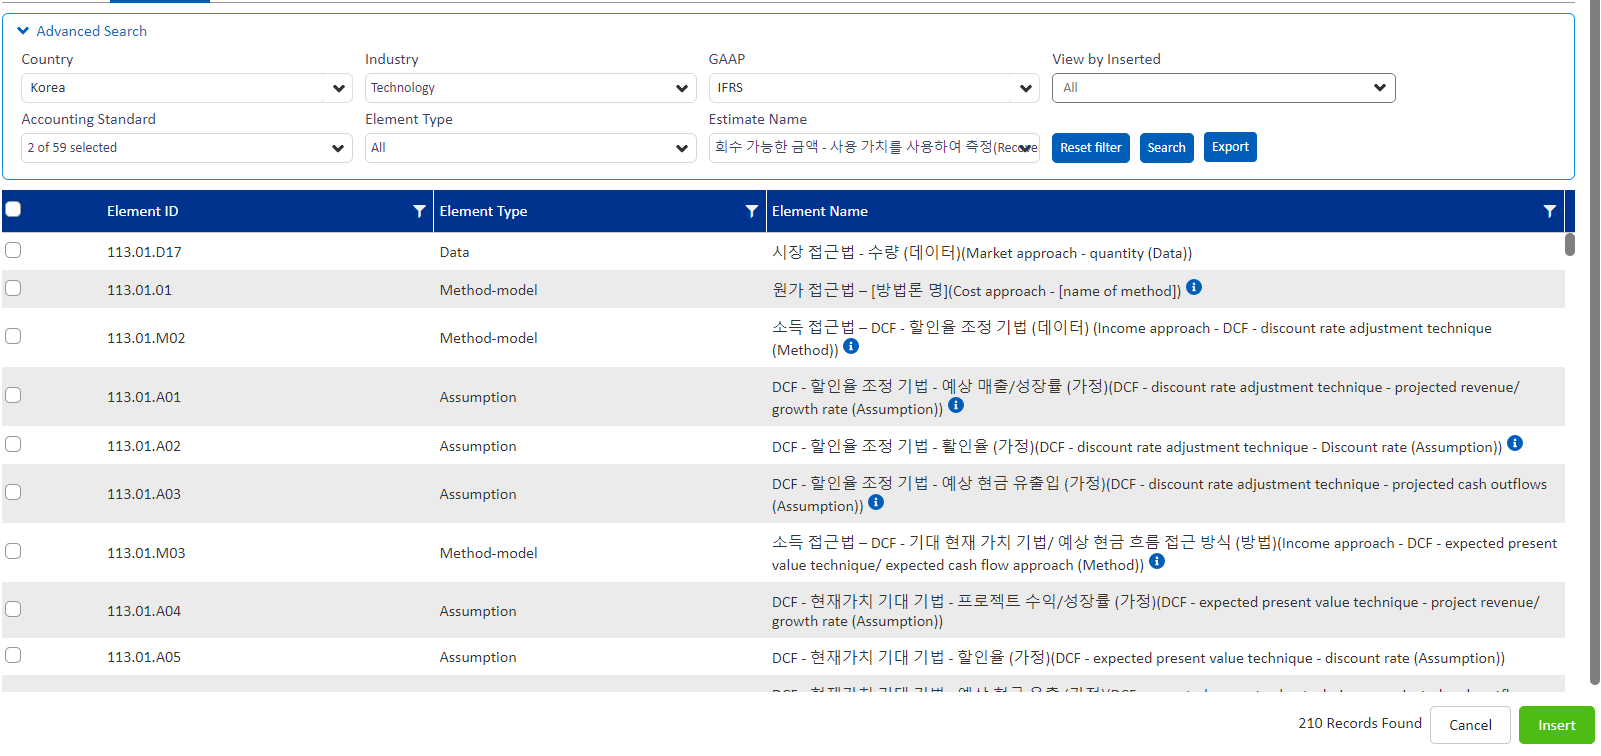 Advanced Search
Country Industry GAAP View by Inserted
Korea Technology IFRS All
Accounting Standard Element Type Estimate Name
2 of 59 selected All 회수 가능한 금액 - 사용 가치를 사용하여 측정(Recove Reset filter Search Export
Element ID Element Type Element Name
113.01.D17 Data 시장 접근법 - 수량 (데이터)(Market approach - quantity (Data))
113.01.01 Method-model 원가 접근법 – [방법론 명](Cost approach - [name of method])
113.01.M02 Method-model 소득 접근법 – DCF - 할인율 조정 기법 (데이터) (Income approach - DCF - discount rate adjustment technique
(Method))
113.01.A01 Assumption DCF - 할인율 조정 기법 - 예상 매출/성장률 (가정)(DCF - discount rate adjustment technique - projected revenue/
growth rate (Assumption))
113.01.A02 Assumption DCF - 할인율 조정 기법 - 활인율 (가정)(DCF - discount rate adjustment technique - Discount rate (Assumption))
113.01.A03 Assumption DCF - 할인율 조정 기법 - 예상 현금 유출입 (가정)(DCF - discount rate adjustment technique - projected cash outflows
(Assumption))
113.01.M03 Method-model 소득 접근법 – DCF - 기대 현재 가치 기법/ 예상 현금 흐름 접근 방식 (방법)(Income approach - DCF - expected present
value technique/ expected cash flow approach (Method))
113.01.A04 Assumption DCF - 현재가치 기대 기법 - 프로젝트 수익/성장률 (가정)(DCF - expected present value technique - project revenue/
growth rate (Assumption))
113.01.A05 Assumption DCF - 현재가치 기대 기법 - 할인율 (가정)(DCF - expected present value technique - discount rate (Assumption))
210 Records Found Cancel Insert